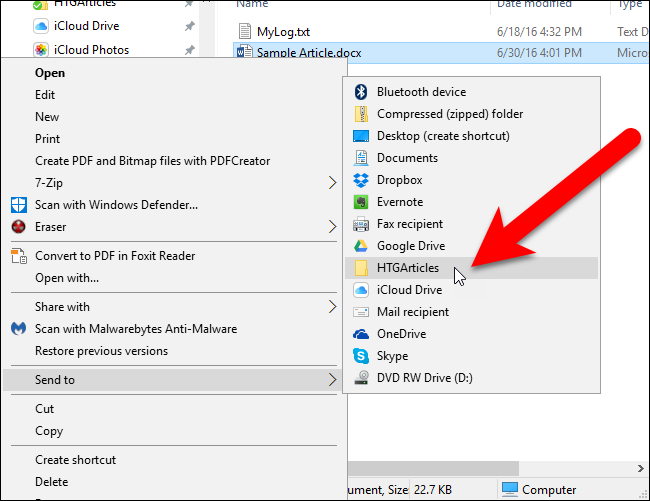 HTGArticles
iCloud Drive
iCloud Photos
Name
Date modified
Type
MyLog.txt 6/18/16 4:32 PM Text D
Sample Article.docx 6/30/16 4:01 PM Micros
Open
Edit
New
Print
Create PDF and Bitmap files with PDFCreator
7-Zip
Scan with Windows Defender...
Eraser
Convert to PDF in Foxit Reader
Open with...
Share with
Scan with Malwarebytes Anti-Malware
Restore previous versions
Send to
Cut
Copy
Create shortcut
Delete
Bluetooth device
Compressed (zipped) folder
Desktop (create shortcut)
Documents
Dropbox
Evernote
Fax recipient
Google Drive
HTGArticles
iCloud Drive
Mail recipient
OneDrive
Skype
DVD RW Drive (D:)
ument, Size: 22.7 KB
Computer